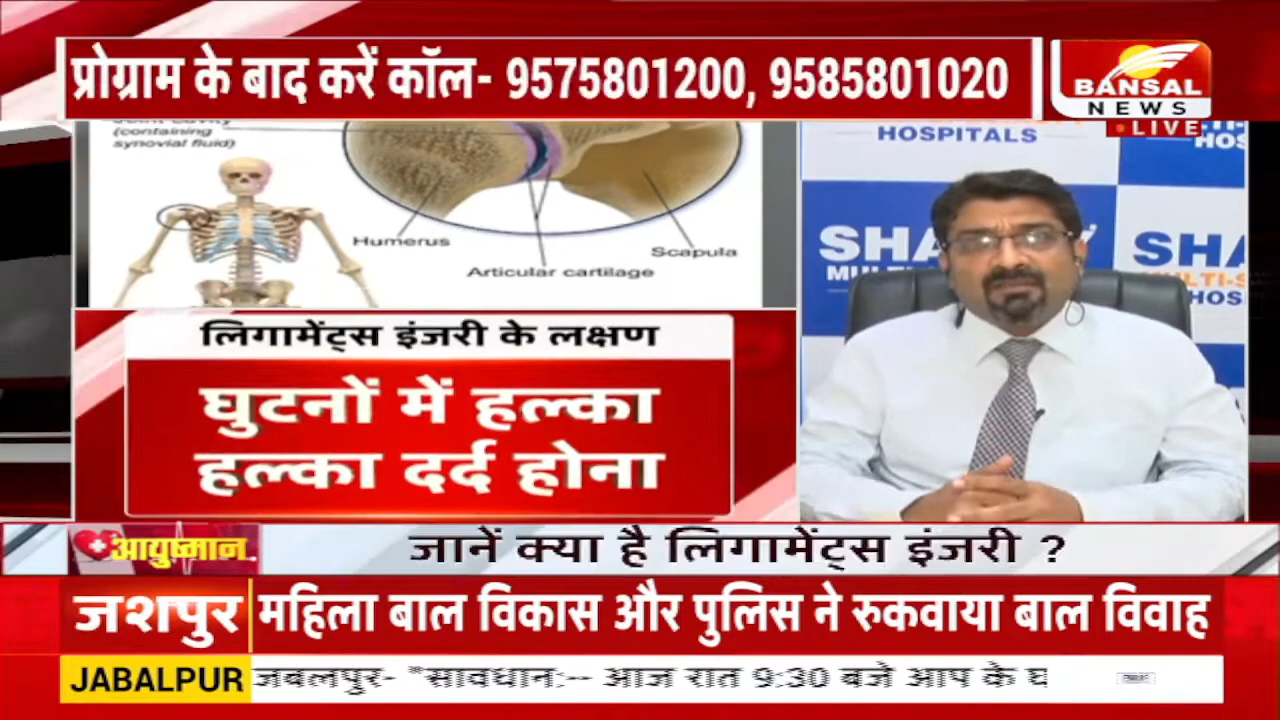 प्रोग्राम के बाद करें कॉल- 9575801200, 9585801020
BANSAL
NEWS
LIVE
(containing
synovial fluid)
Humerus
Scapula
Articular cartilage
HOSPITALS
लिगामेंट्स इंजरी के लक्षण
घुटनों में हल्का
हल्का दर्द होना
आयुष्मान
जानें क्या है लिगामेंट्स इंजरी ?
जशपुर
महिला बाल विकास और पुलिस ने रुकवाया बाल विवाह
JABALPUR
जबलपुर- *सावधान:-- आज रात 9:30 बजे आप के